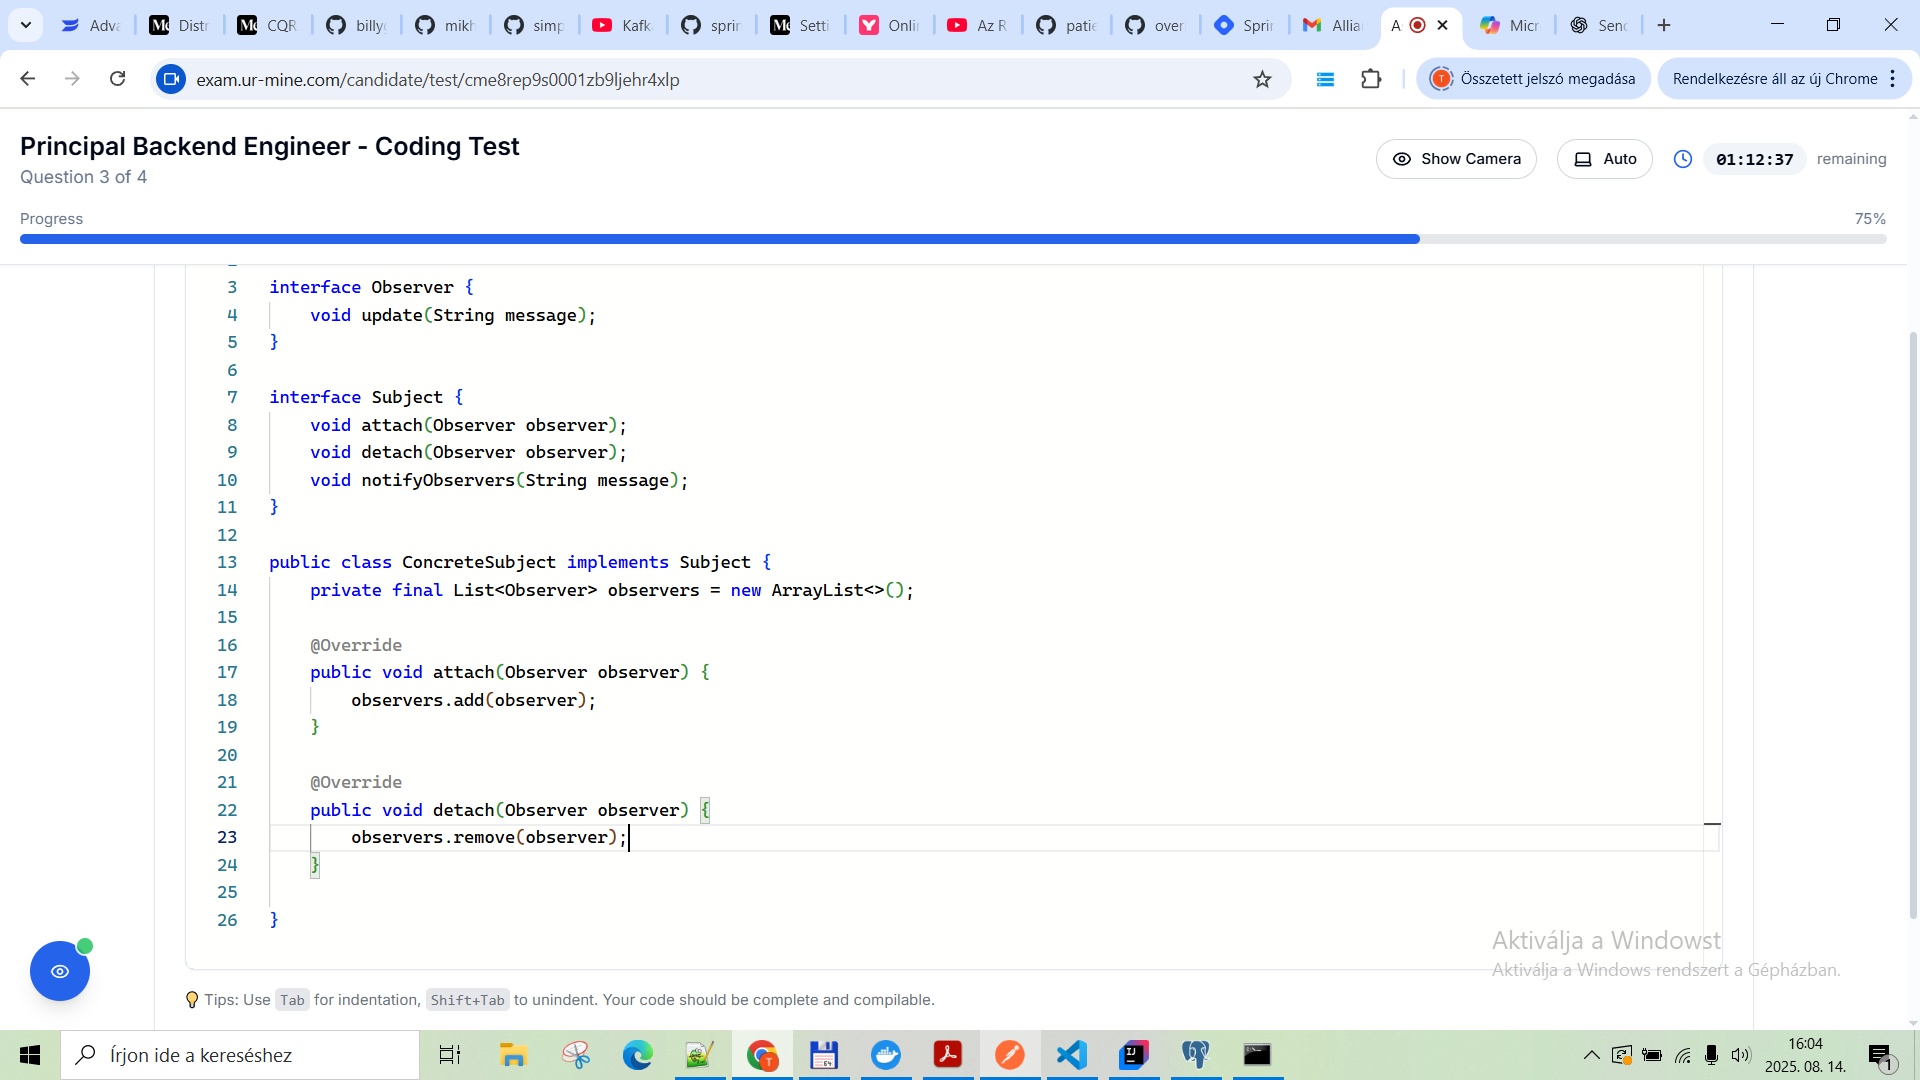 Adva
Distr
CQR
billyg
mikh
simp
Kafka
sprin
Setti
Onlin
Az R
patie
over
Sprin
Allia
A
Micr
Send
exam.ur-mine.com/candidate/test/cme8rep9s0001zb9ljehr4xlp
Összetett jelszó megadása
Rendelkezésre áll az új Chrome
Principal Backend Engineer - Coding Test
Question 3 of 4
Show Camera
Auto
01:12:37 remaining
Progress
75%
3 interface Observer {
4 void update(String message);
5 }
6
7 interface Subject {
8 void attach(Observer observer);
9 void detach(Observer observer);
10 void notifyObservers(String message);
11 }
12
13 public class ConcreteSubject implements Subject {
14 private final List<Observer> observers = new ArrayList<>();
15
16 @Override
17 public void attach(Observer observer) {
18 observers.add(observer);
19 }
20
21 @Override
22 public void detach(Observer observer) {
23 observers.remove(observer);
24 }
25
26 }
Aktiválja a Windowst
Aktiválja a Windows rendszert a Gépházban.
Tips: Use Tab for indentation, Shift+Tab to unindent. Your code should be complete and compilable.
Írjon ide a kereséshez
16:04
2025. 08. 14.
1